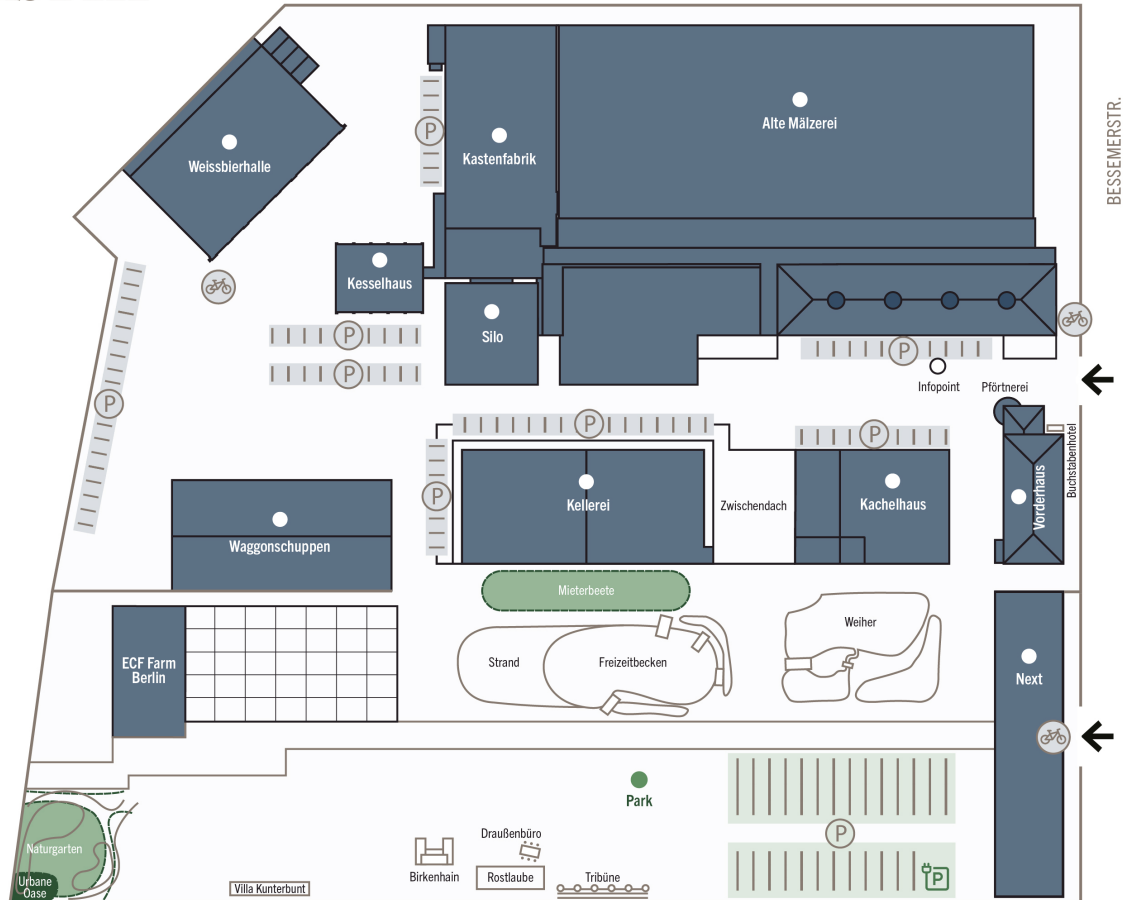 BESSEMERSTR.
Alte Mälzerei
P
Kastenfabrik
Weissbierhalle
Kesselhaus
Silo
P
P
P
Infopoint
Pförtnerei
P
P
P
Buchstabenhotel
P
Vorderhaus
Kellerei
Zwischendach
Kachelhaus
Waggonschuppen
Mieterbeete
Weiher
ECF Farm
Berlin
Strand
Freizeitbecken
Next
Park
P
Draußenbüro
Naturgarten
Birkenhain
Rostlaube
Tribüne
P
Urbane
Oase
Villa Kunterbunt